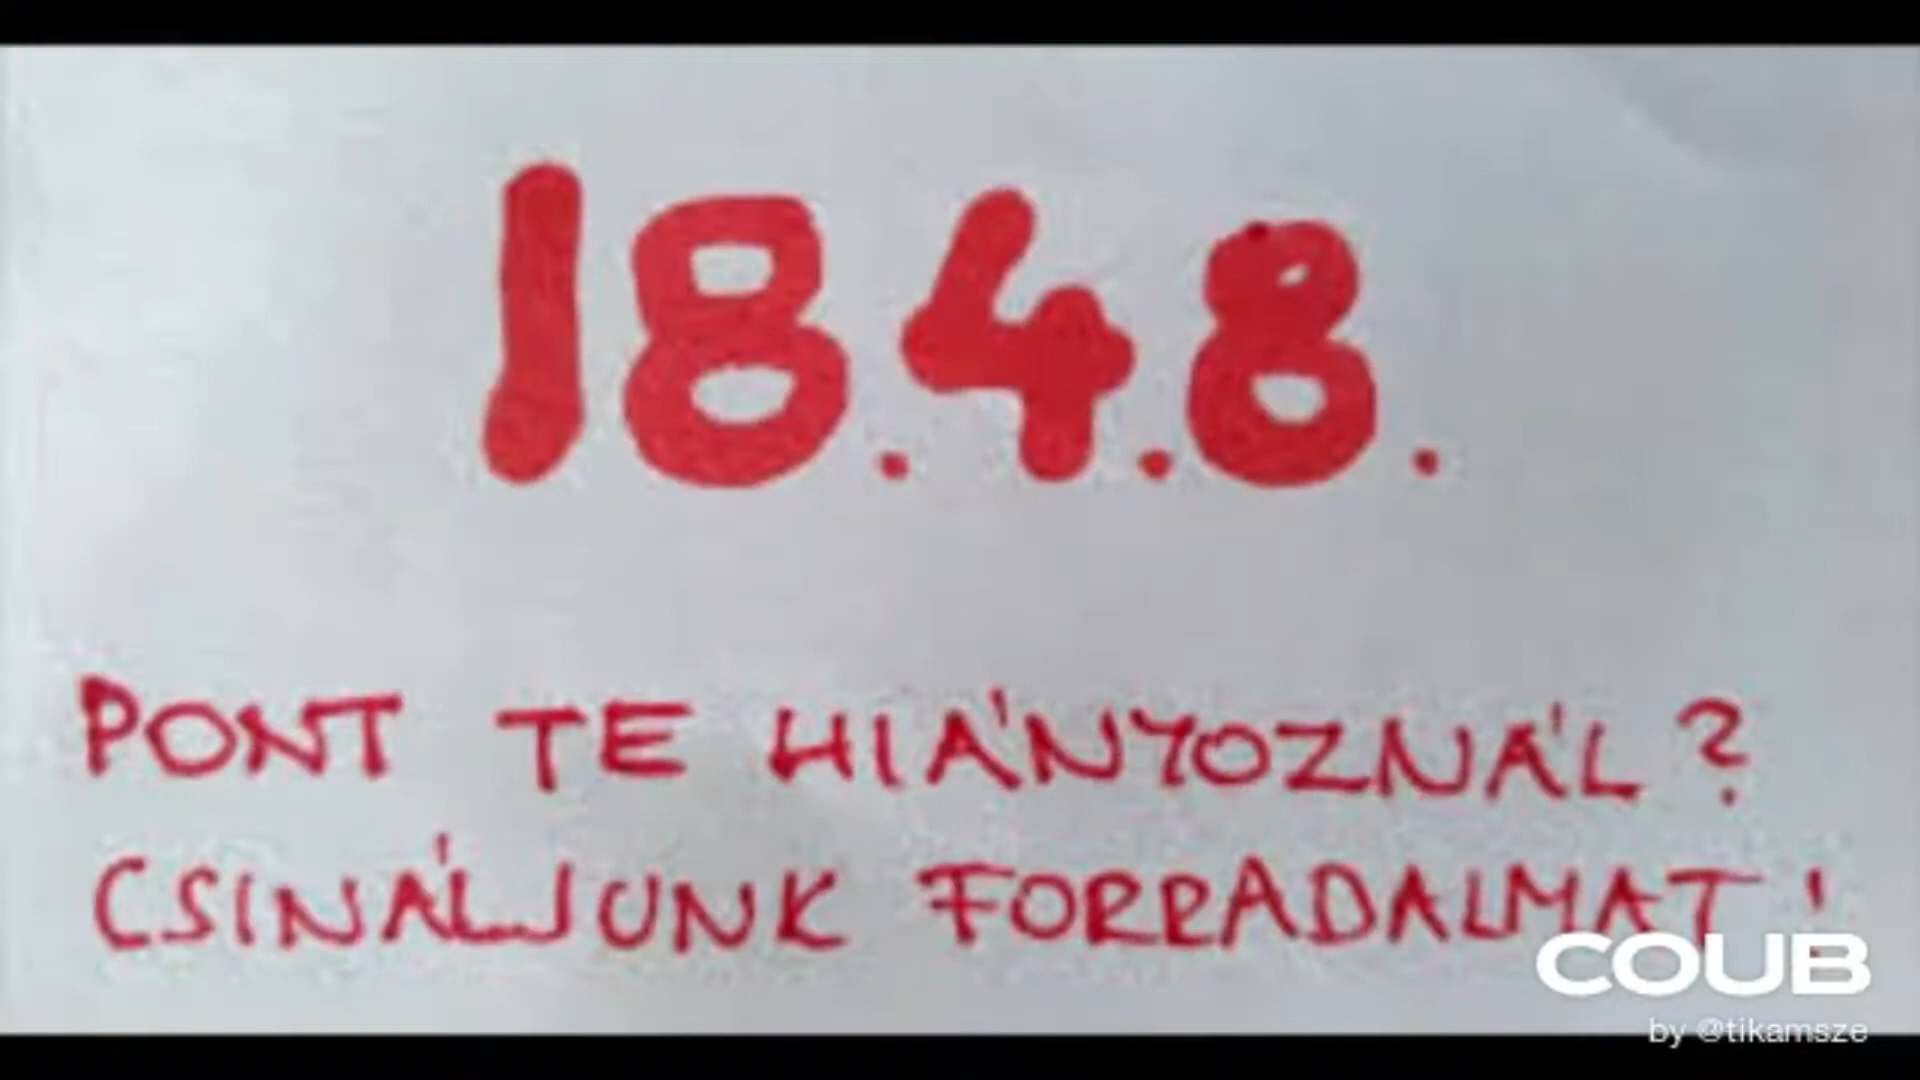 18.4.8.
PONT TE HIÁNYOZNÁL?
CSINÁLJUNK FORRADALMAT!
COUB
by @tikamsze